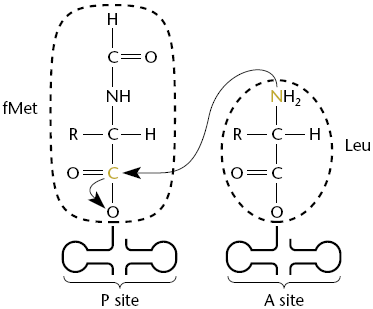 H
C=O
fMet
NH
NH₂
R—C—H
R—C—H
Leu
O=C
O=C
O
O
P site
A site